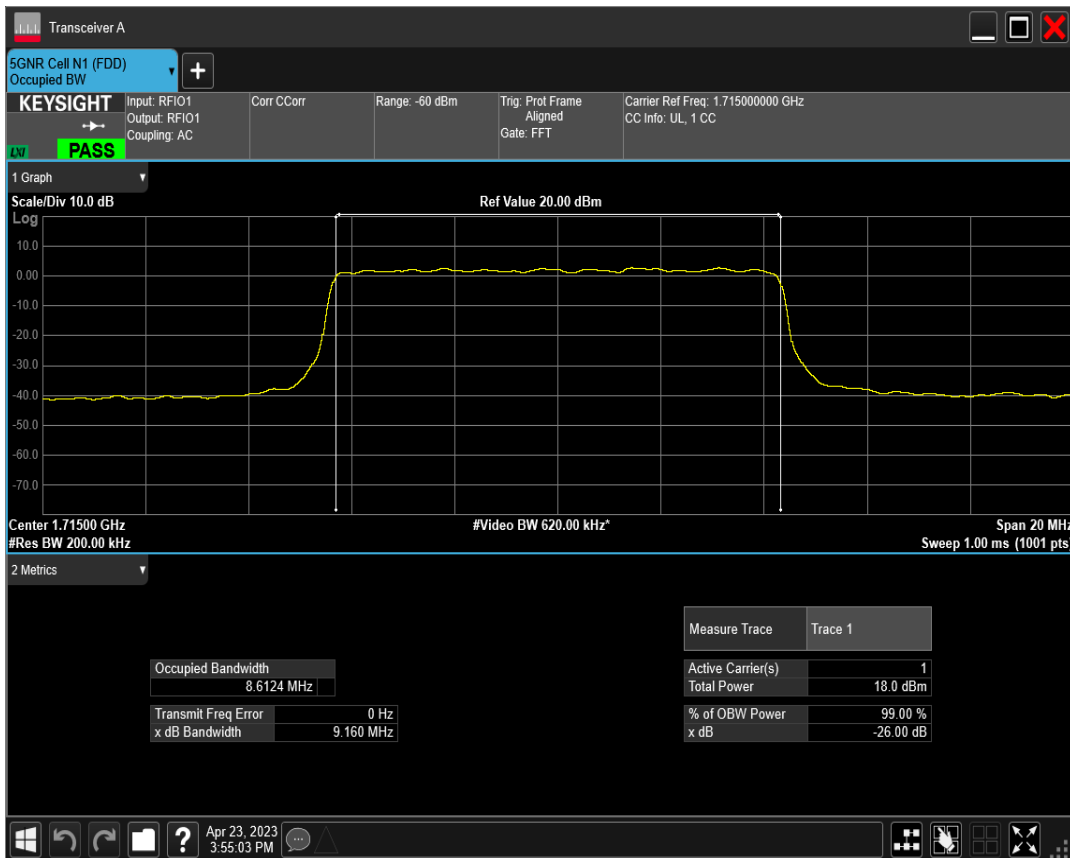 Transceiver A
5GNR Cell N1 (FDD)
Occupied BW
+
KEYSIGHT
LXI
PASS
Input: RFIO1
Output: RFIO1
Coupling: AC
Corr CCorr
Range: -60 dBm
Trig: Prot Frame
Aligned
Gate: FFT
Carrier Ref Freq: 1.715000000 GHz
CC Info: UL, 1 CC
1 Graph
Scale/Div 10.0 dB
Ref Value 20.00 dBm
Log
10.0
0.00
-10.0
-20.0
-30.0
-40.0
-50.0
-60.0
-70.0
Center 1.71500 GHz
#Video BW 620.00 kHz*
Span 20 MHz
#Res BW 200.00 kHz
Sweep 1.00 ms (1001 pts)
2 Metrics
Measure Trace Trace 1
Occupied Bandwidth
8.6124 MHz
Active Carrier(s) 1
Total Power 18.0 dBm
Transmit Freq Error 0 Hz
x dB Bandwidth 9.160 MHz
% of OBW Power 99.00 %
x dB -26.00 dB
?
Apr 23, 2023
3:55:03 PM